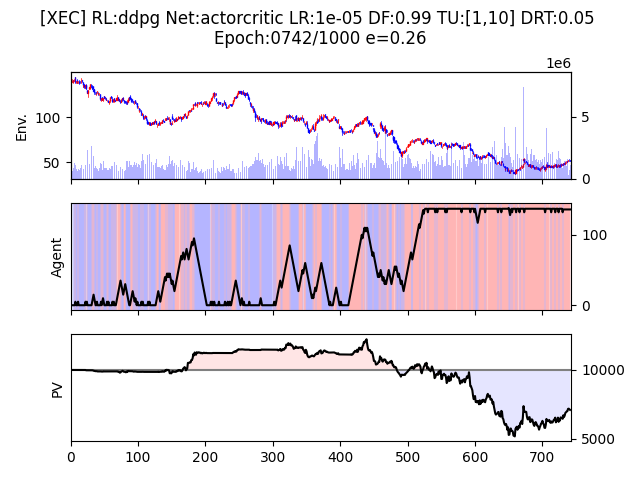 [XEC] RL:ddpg Net:actorcritic LR:1e-05 DF:0.99 TU:[1,10] DRT:0.05
Epoch:0742/1000 e=0.26
1e6
Env.
100
50
5
0
Agent
100
0
PV
10000
5000
0 100 200 300 400 500 600 700